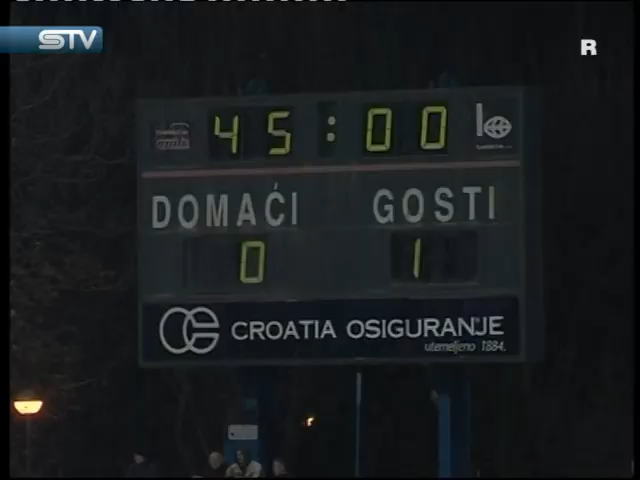 STV
R
45:00
DOMAĆI GOSTI
0 1
CROATIA OSIGURANJE
utemeljeno 1884.